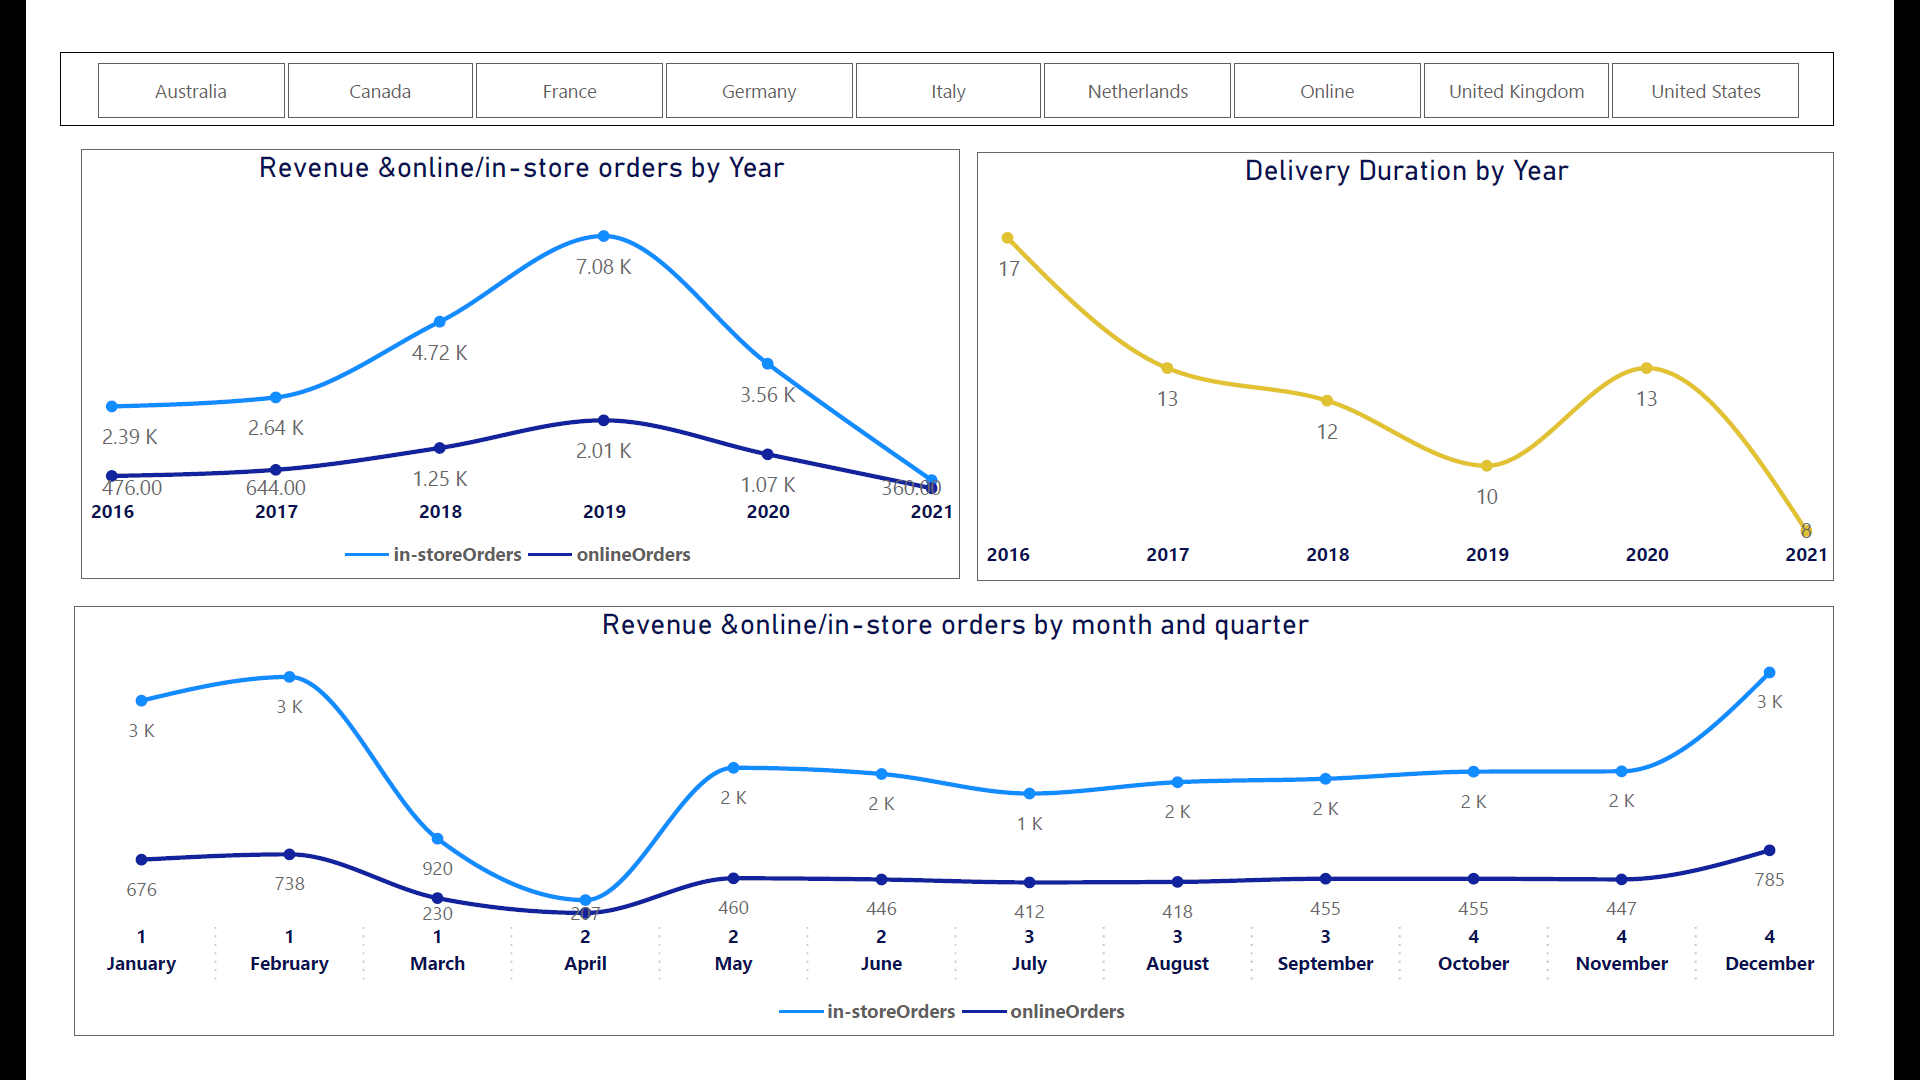 Australia Canada France Germany Italy Netherlands Online United Kingdom United States
Revenue &online/in-store orders by Year
7.08 K
4.72 K
3.56 K
2.39 K 2.64 K
2.01 K
476.00 644.00 1.25 K 1.07 K 360.00
2016 2017 2018 2019 2020 2021
in-storeOrders onlineOrders
Delivery Duration by Year
17
13 12 10 13 8
2016 2017 2018 2019 2020 2021
Revenue &online/in-store orders by month and quarter
3 K 3 K 920 2 K 2 K 1 K 2 K 2 K 2 K 2 K 3 K
676 738 230 207 460 446 412 418 455 455 447 785
1 1 1 2 2 2 3 3 3 4 4 4
January February March April May June July August September October November December
in-storeOrders onlineOrders